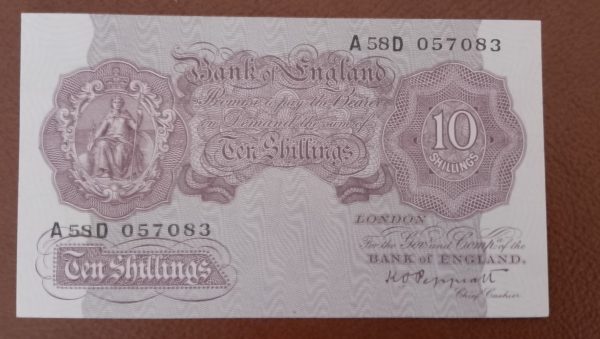 A58D 057083
Bank of England
Promise to pay the Bearer
on Demand the sum of
Ten Shillings
10
SHILLINGS
A58D 057083
Ten Shillings
LONDON
For the Govr. and Compa. of the
BANK OF ENGLAND,
K O Peppiatt
Chief Cashier